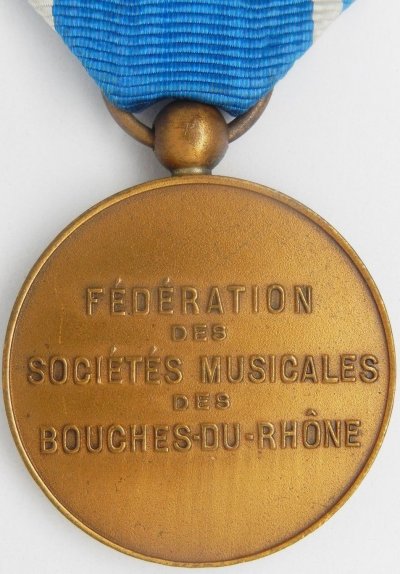 FÉDÉRATION
DES
SOCIÉTÉS MUSICALES
DES
BOUCHES-DU-RHÔNE